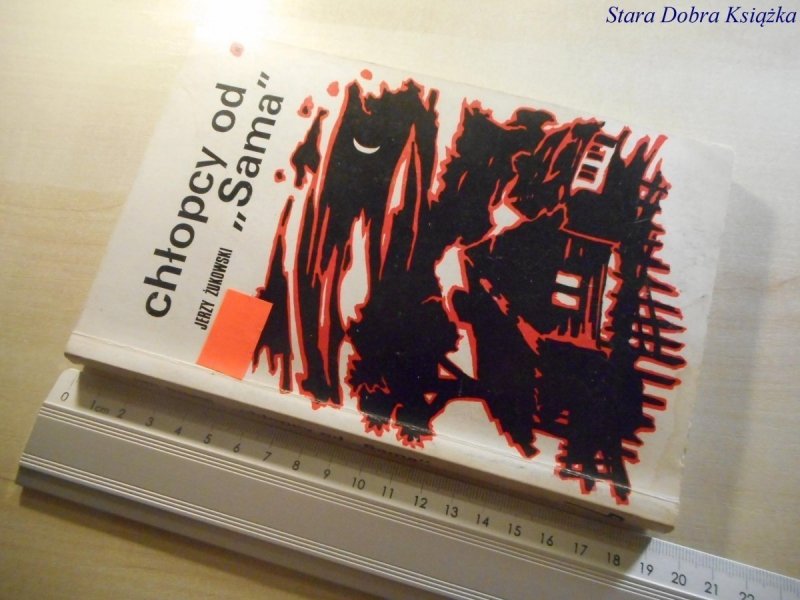 Stara Dobra Książka
chłopcy od
„Sama”
JERZY ŻUKOWSKI
0 1cm 2 3 4 5 6 7 8 9 10 11 12 13 14 15 16 17 18 19 20 21 22